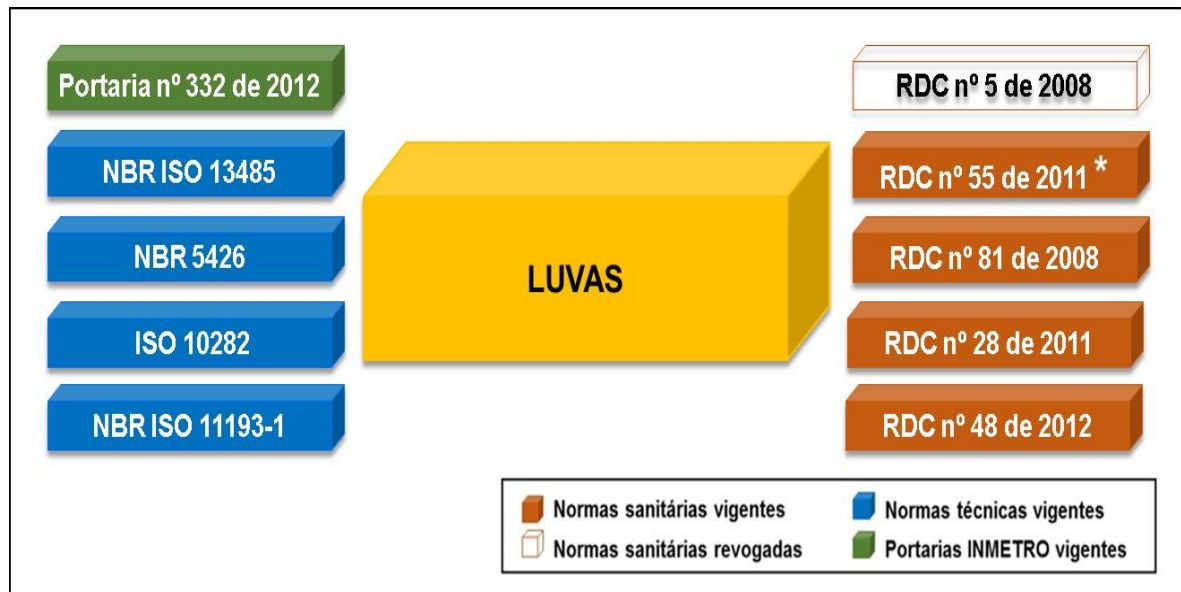 Portaria nº 332 de 2012
NBR ISO 13485
NBR 5426
ISO 10282
NBR ISO 11193-1
LUVAS
RDC nº 5 de 2008
RDC nº 55 de 2011 *
RDC nº 81 de 2008
RDC nº 28 de 2011
RDC nº 48 de 2012
Normas sanitárias vigentes
Normas técnicas vigentes
Normas sanitárias revogadas
Portarias INMETRO vigentes